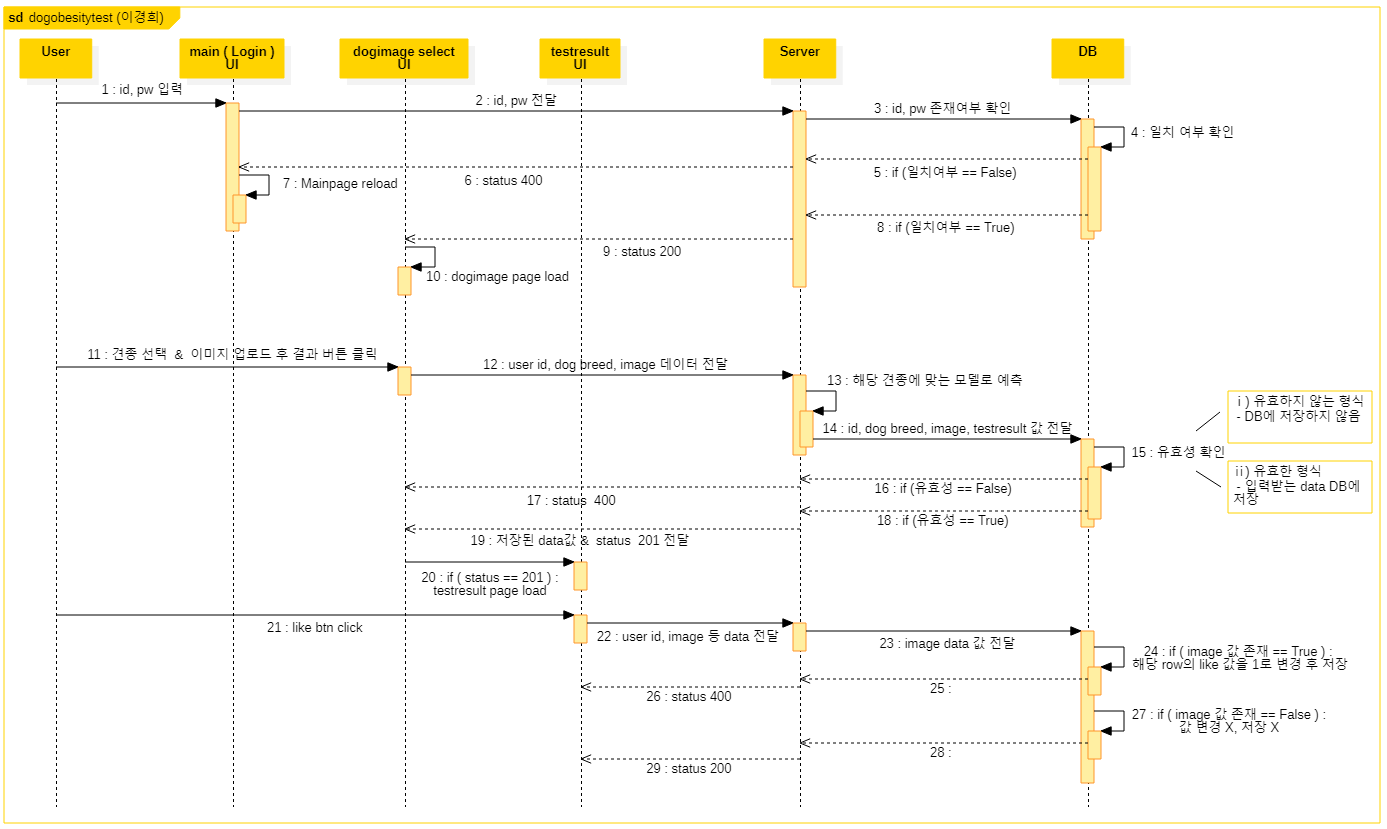 sd dogobesitytest (이경희)
User
main ( Login )
UI
dogimage select
UI
testresult
UI
Server
DB
1 : id, pw 입력
2 : id, pw 전달
3 : id, pw 존재여부 확인
4 : 일치 여부 확인
5 : if (일치여부 == False)
6 : status 400
7 : Mainpage reload
8 : if (일치여부 == True)
9 : status 200
10 : dogimage page load
11 : 견종 선택 & 이미지 업로드 후 결과 버튼 클릭
12 : user id, dog breed, image 데이터 전달
13 : 해당 견종에 맞는 모델로 예측
14 : id, dog breed, image, testresult 값 전달
15 : 유효셩 확인
ⅰ) 유효하지 않는 형식
- DB에 저장하지 않음
ⅱ) 유효한 형식
- 입력받는 data DB에
저장
16 : if (유효성 == False)
17 : status 400
18 : if (유효성 == True)
19 : 저장된 data값 & status 201 전달
20 : if ( status == 201 ) :
testresult page load
21 : like btn click
22 : user id, image 등 data 전달
23 : image data 값 전달
24 : if ( image 값 존재 == True ) :
해당 row의 like 값을 1로 변경 후 저장
25 :
26 : status 400
27 : if ( image 값 존재 == False ) :
값 변경 X, 저장 X
28 :
29 : status 200